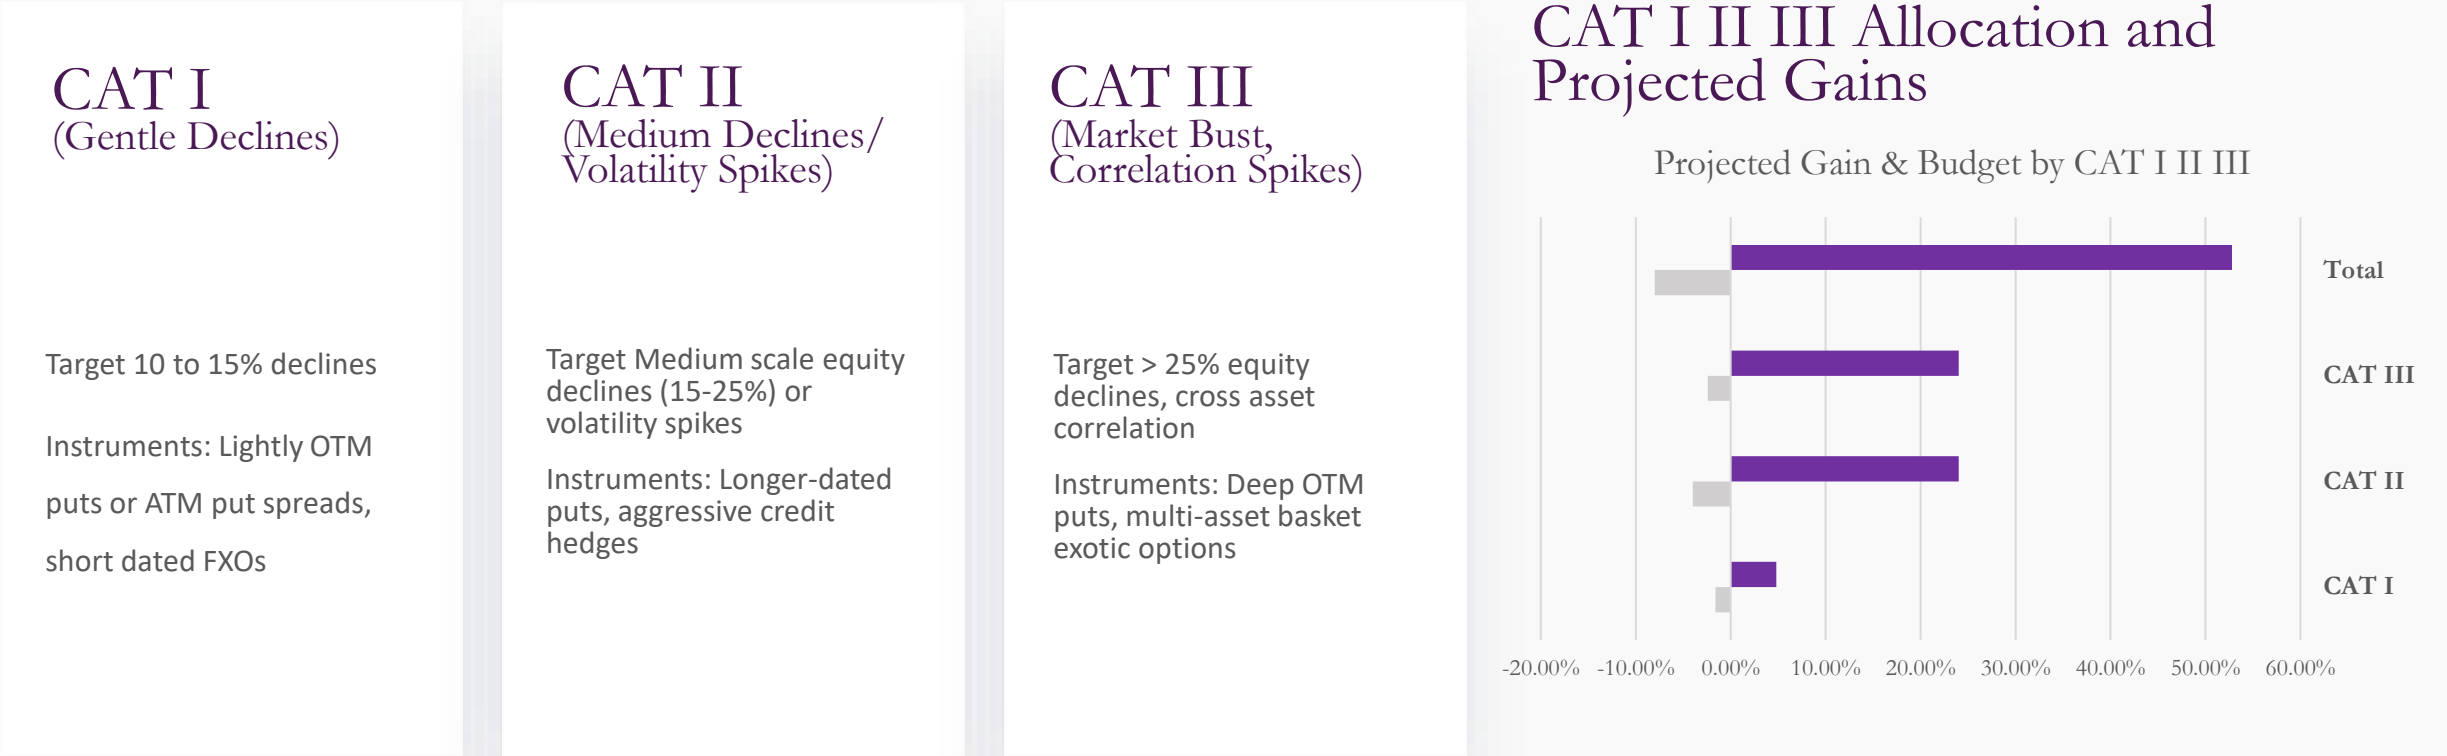 CAT I
(Gentle Declines)
Target 10 to 15% declines
Instruments: Lightly OTM
puts or ATM put spreads,
short dated FXOs
CAT II
(Medium Declines/
Volatility Spikes)
Target Medium scale equity
declines (15-25%) or
volatility spikes
Instruments: Longer-dated
puts, aggressive credit
hedges
CAT III
(Market Bust,
Correlation Spikes)
Target > 25% equity
declines, cross asset
correlation
Instruments: Deep OTM
puts, multi-asset basket
exotic options
CAT I II III Allocation and
Projected Gains
Projected Gain & Budget by CAT I II III
Total
CAT III
CAT II
CAT I
-20.00% -10.00% 0.00% 10.00% 20.00% 30.00% 40.00% 50.00% 60.00%